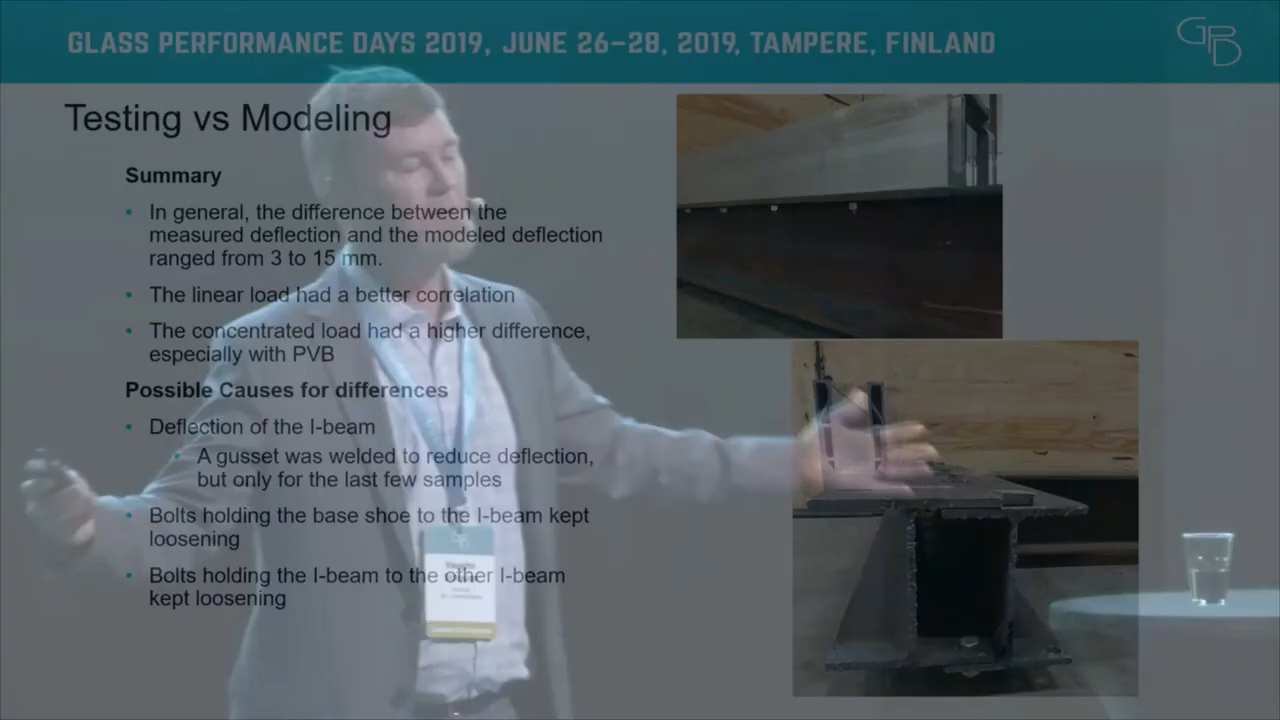 GLASS PERFORMANCE DAYS 2019, JUNE 26–28, 2019, TAMPERE, FINLAND
GPD
Testing vs Modeling
Summary
• In general, the difference between the
measured deflection and the modeled deflection
ranged from 3 to 15 mm.
• The linear load had a better correlation
• The concentrated load had a higher difference,
especially with PVB
Possible Causes for differences
• Deflection of the I-beam
• A gusset was welded to reduce deflection,
but only for the last few samples
• Bolts holding the base shoe to the I-beam kept
loosening
• Bolts holding the I-beam to the other I-beam
kept loosening